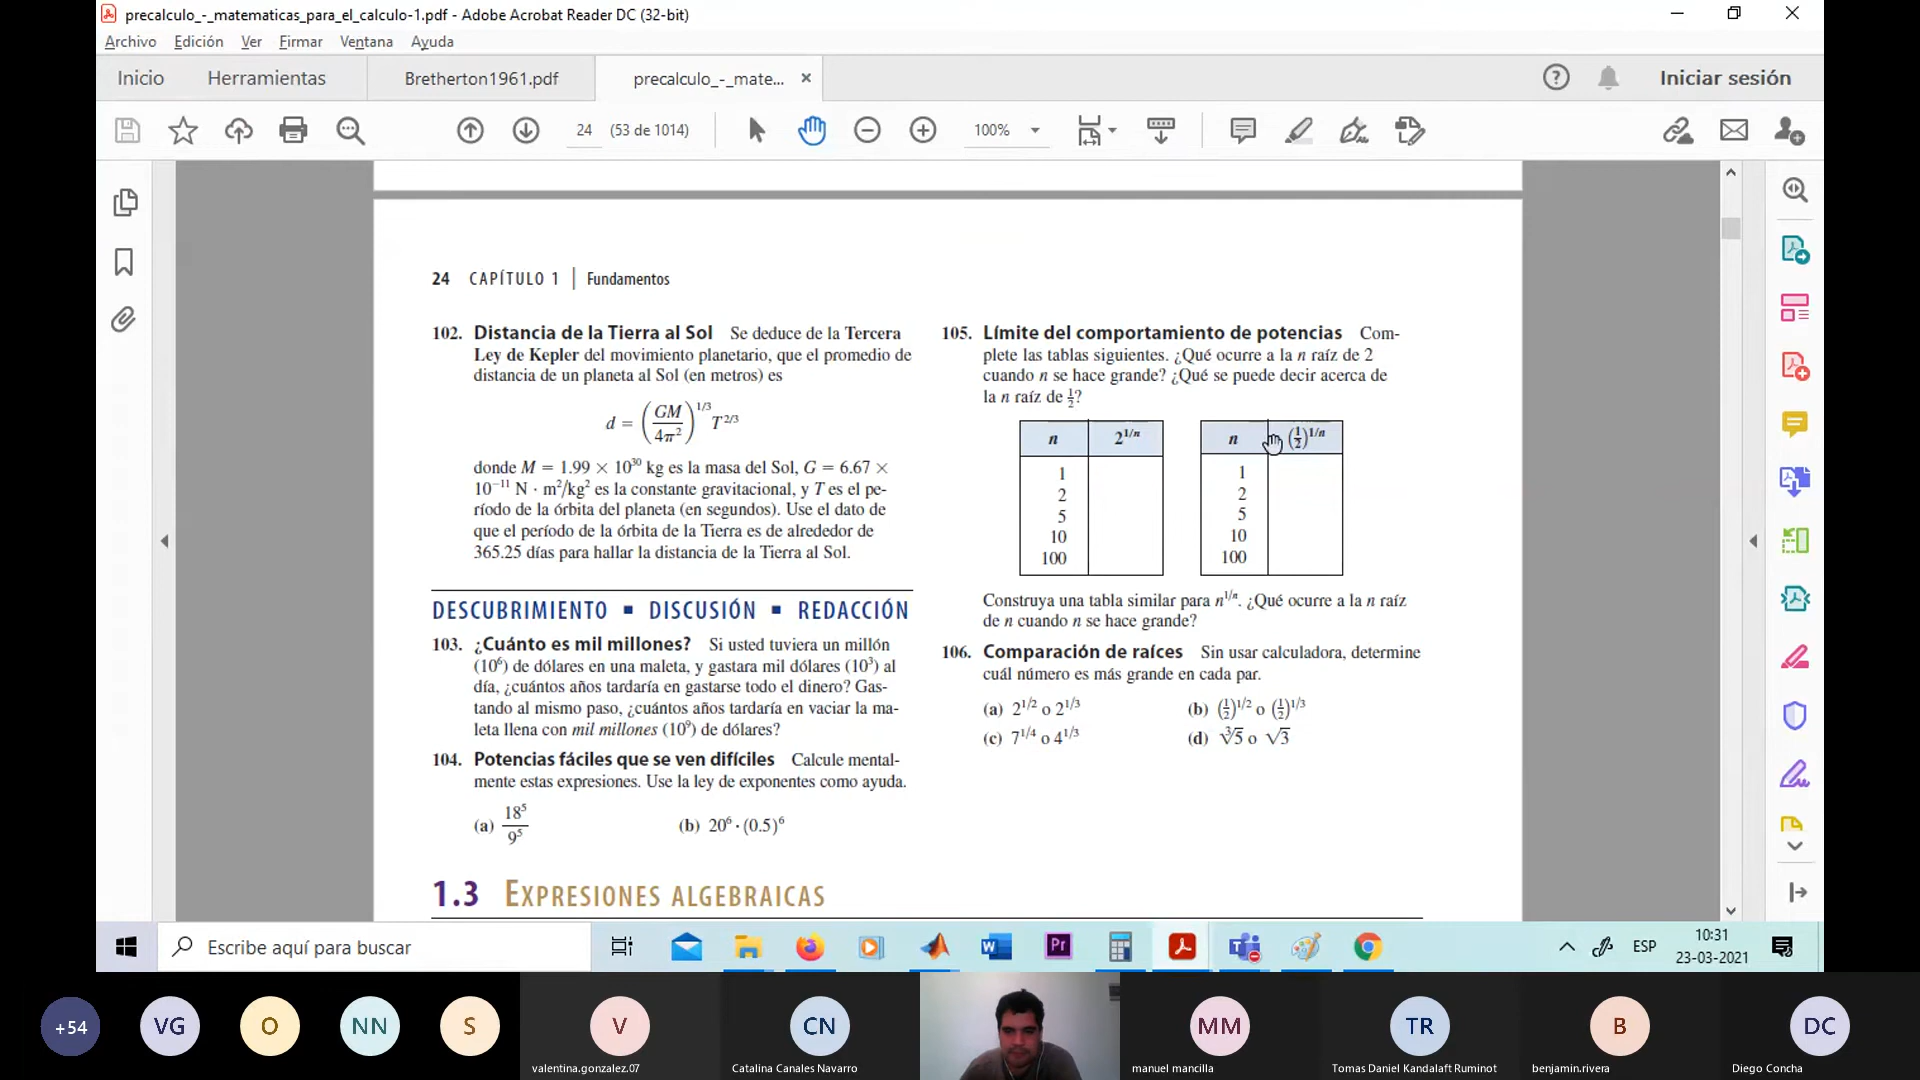 precalculo_-_matematicas_para_el_calculo-1.pdf - Adobe Acrobat Reader DC (32-bit)
Archivo Edición Ver Firmar Ventana Ayuda
Inicio Herramientas Bretherton1961.pdf precalculo_-_mate... Iniciar sesión
24 (53 de 1014) 100%
24 CAPÍTULO 1 | Fundamentos
102. Distancia de la Tierra al Sol Se deduce de la Tercera
Ley de Kepler del movimiento planetario, que el promedio de
distancia de un planeta al Sol (en metros) es
d = (GM/4π²)^1/3 T^2/3
donde M = 1.99 × 10³⁰ kg es la masa del Sol, G = 6.67 ×
10⁻¹¹ N · m²/kg² es la constante gravitacional, y T es el pe-
ríodo de la órbita del planeta (en segundos). Use el dato de
que el período de la órbita de la Tierra es de alrededor de
365.25 días para hallar la distancia de la Tierra al Sol.
DESCUBRIMIENTO ▪ DISCUSIÓN ▪ REDACCIÓN
103. ¿Cuánto es mil millones? Si usted tuviera un millón
(10⁶) de dólares en una maleta, y gastara mil dólares (10³) al
día, ¿cuántos años tardaría en gastarse todo el dinero? Gas-
tando al mismo paso, ¿cuántos años tardaría en vaciar la ma-
leta llena con mil millones (10⁹) de dólares?
104. Potencias fáciles que se ven difíciles Calcule mental-
mente estas expresiones. Use la ley de exponentes como ayuda.
(a) 18⁵/9⁵ (b) 20⁶ · (0.5)⁶
105. Límite del comportamiento de potencias Com-
plete las tablas siguientes. ¿Qué ocurre a la n raíz de 2
cuando n se hace grande? ¿Qué se puede decir acerca de
la n raíz de ½?
n 2^1/n n (½)^1/n
1 1
2 2
5 5
10 10
100 100
Construya una tabla similar para n^1/n. ¿Qué ocurre a la n raíz
de n cuando n se hace grande?
106. Comparación de raíces Sin usar calculadora, determine
cuál número es más grande en cada par.
(a) 2^1/2 o 2^1/3 (b) (½)^1/2 o (½)^1/3
(c) 7^1/4 o 4^1/3 (d) ∛5 o √3
1.3 EXPRESIONES ALGEBRAICAS
Escribe aquí para buscar
Pr
ESP
10:31
23-03-2021
+54 VG O NN S V CN MM TR B DC
valentina.gonzalez.07 Catalina Canales Navarro manuel mancilla Tomas Daniel Kandalaft Ruminot benjamin.rivera Diego Concha